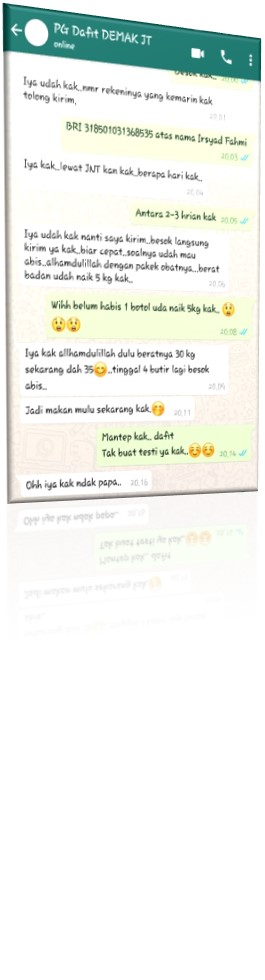 PG Dafit DEMAK JT
online
Iya udah kak..nmr rekeninya yang kemarin kak
tolong kirim,
20,01
BRI 318501031368535 atas nama Irsyad Fahmi
20,03
Iya kak..lewat JNT kan kak..berapa hari kak..
20,04
Antara 2-3 hrian kak
20,05
Iya udah kak nanti saya kirim..besok langsung
kirim ya kak..biar cepat..soalnya udah mau
abis..alhamdulillah dengan pakek obatnya..berat
badan udah naik 5 kg kak..
20,06
Wihh belum habis 1 botol uda naik 5kg kak.. 😲
😲😲
20,08
Iya kak allhamdulillah dulu beratnya 30 kg
sekarang dah 35😊..tinggal 4 butir lagi besok
abis..
20,09
Jadi makan mulu sekarang kak.🤭
20,11
Mantep kak.. dafit
Tak buat testi ya kak..☺️☺️
20,14
Ohh iya kak ndak papa..
20,15